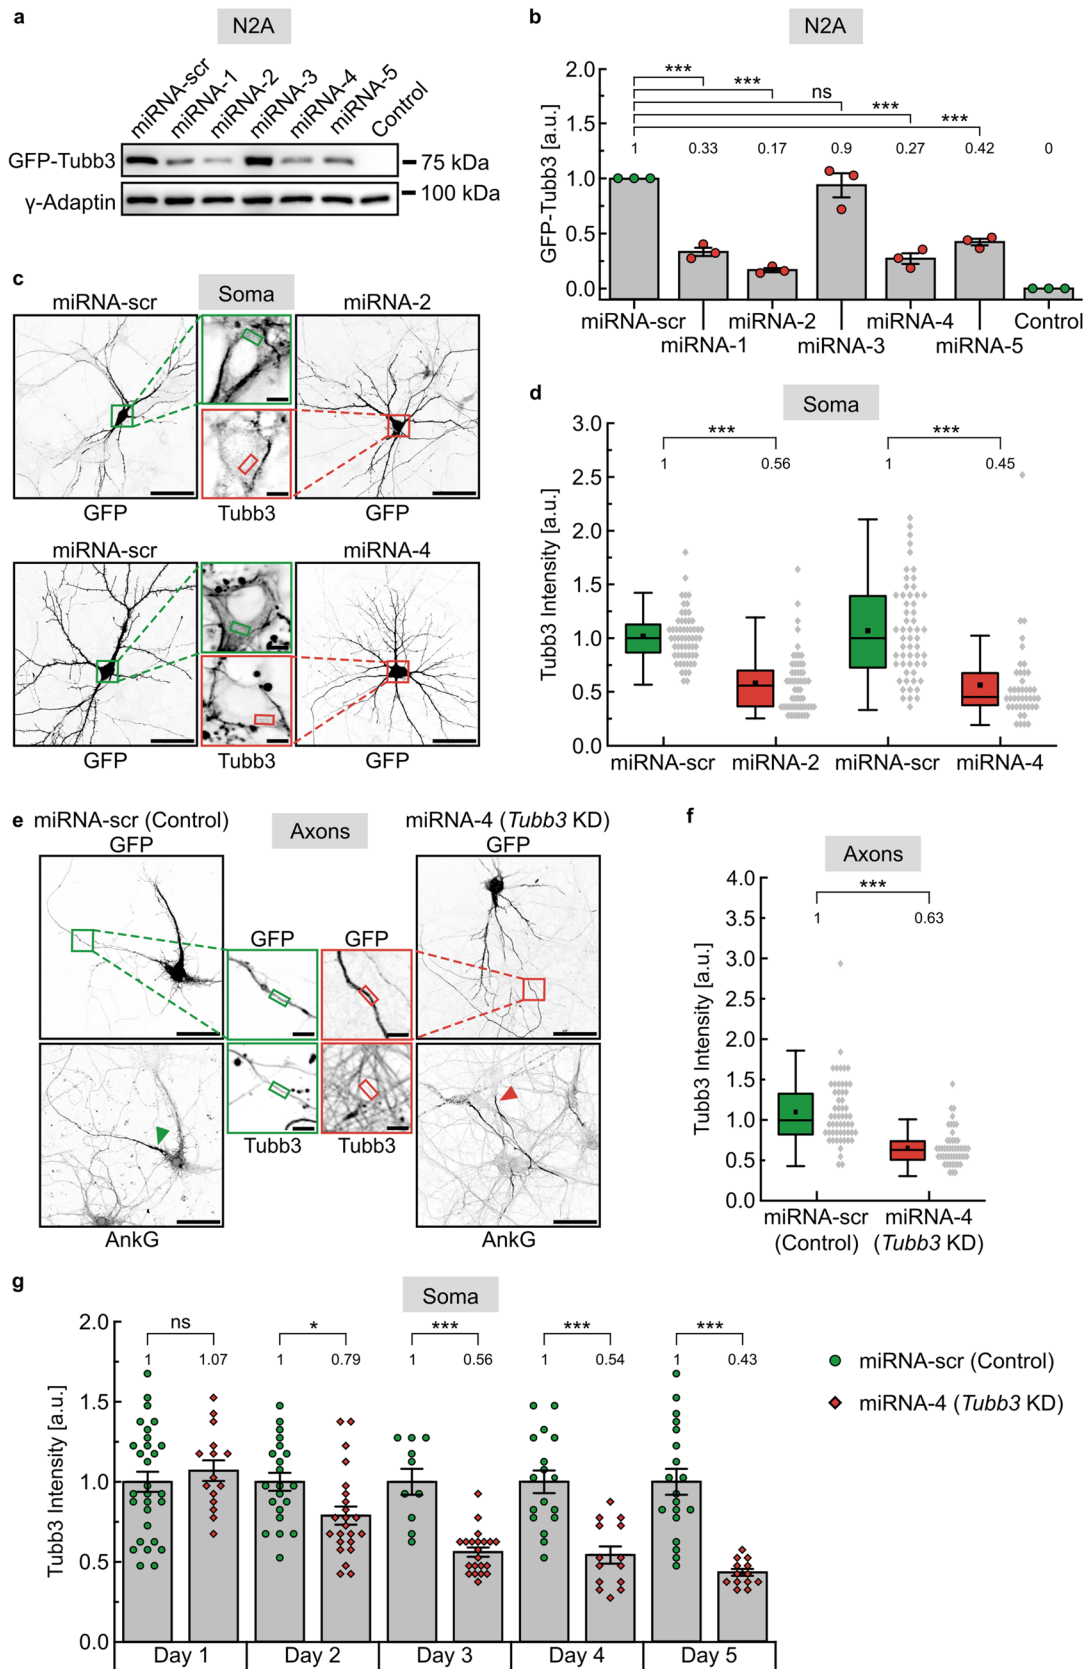 a
N2A
miRNA-scr
miRNA-1
miRNA-2
miRNA-3
miRNA-4
miRNA-5
Control
GFP-Tubb3
75 kDa
100 kDa
γ-Adaptin
b
N2A
GFP-Tubb3 [a.u.]
2.0
1.5
1.0
0.5
0.0
***
***
ns
***
***
1 0.33 0.17 0.9 0.27 0.42 0
miRNA-scr miRNA-2 miRNA-4 Control
miRNA-1 miRNA-3 miRNA-5
c
miRNA-scr Soma miRNA-2
GFP Tubb3 GFP
miRNA-scr miRNA-4
GFP Tubb3 GFP
d
Soma
Tubb3 Intensity [a.u.]
3.0
2.5
2.0
1.5
1.0
0.5
0.0
*** ***
1 0.56 1 0.45
miRNA-scr miRNA-2 miRNA-scr miRNA-4
e
miRNA-scr (Control) Axons miRNA-4 (Tubb3 KD)
GFP GFP
GFP GFP
Tubb3 Tubb3
AnkG AnkG
f
Axons
Tubb3 Intensity [a.u.]
4.0
3.5
3.0
2.5
2.0
1.5
1.0
0.5
0.0
***
1 0.63
miRNA-scr miRNA-4
(Control) (Tubb3 KD)
g
Soma
Tubb3 Intensity [a.u.]
2.0
1.5
1.0
0.5
0.0
ns * *** *** ***
1 1.07 1 0.79 1 0.56 1 0.54 1 0.43
Day 1 Day 2 Day 3 Day 4 Day 5
miRNA-scr (Control)
miRNA-4 (Tubb3 KD)